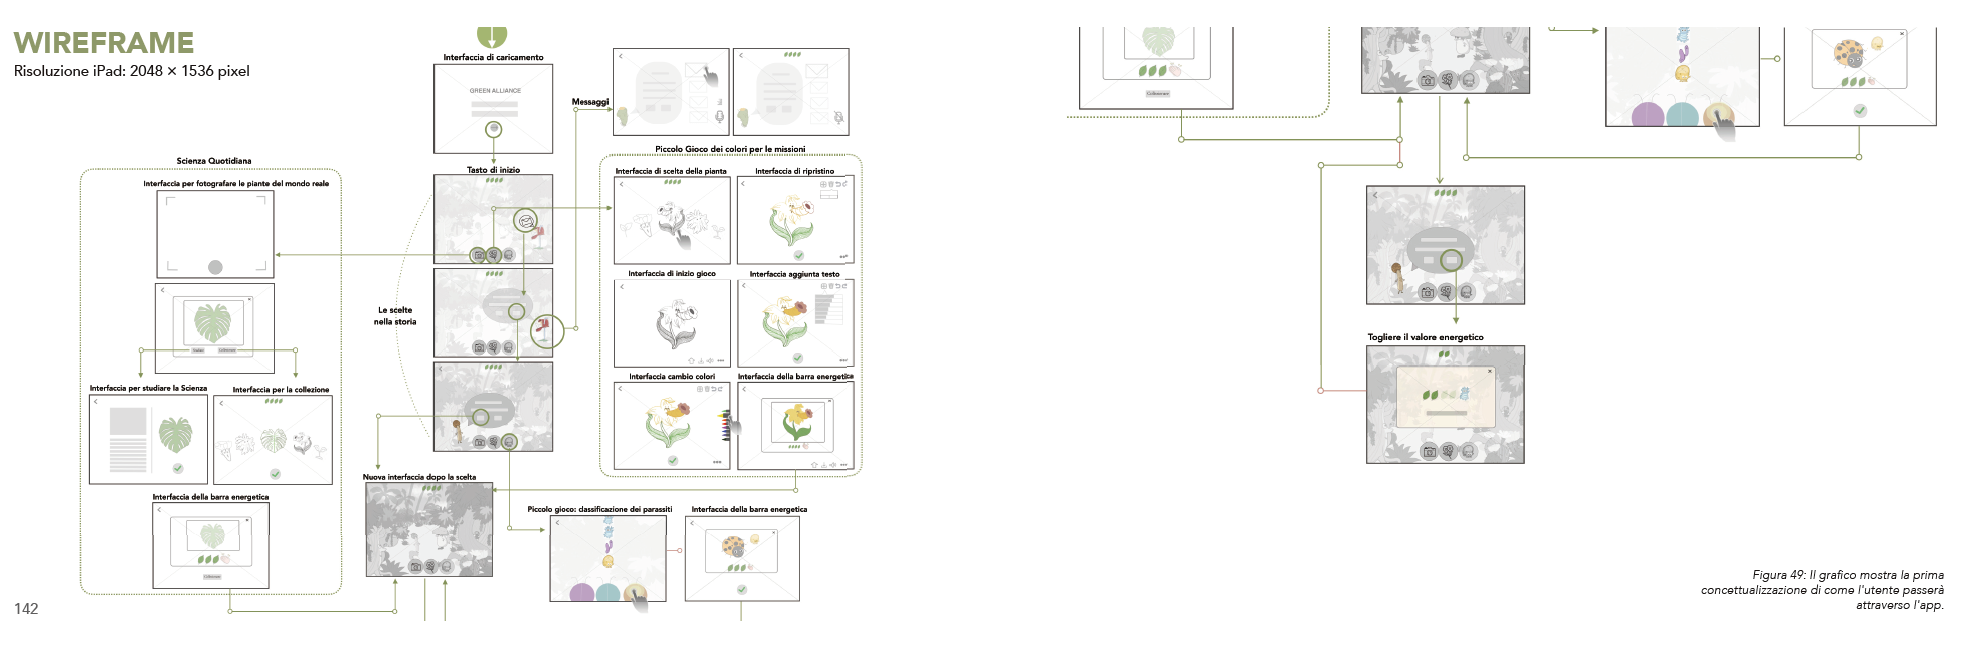 WIREFRAME
Risoluzione iPad: 2048 × 1536 pixel
Interfaccia di caricamento
GREEN ALLIANCE
Messaggi
Tasto di inizio
Scienza Quotidiana
Interfaccia per fotografare le piante del mondo reale
Piccolo Gioco dei colori per le missioni
Interfaccia di scelta della pianta
Interfaccia di ripristino
Interfaccia di inizio gioco
Interfaccia aggiunta testo
Le scelte
nella storia
Interfaccia cambio colori
Interfaccia della barra energetica
Interfaccia per studiare la Scienza
Interfaccia per la collezione
Nuova interfaccia dopo la scelta
Interfaccia della barra energetica
Piccolo gioco: classificazione dei parassiti
Interfaccia della barra energetica
142
Togliere il valore energetico
Figura 49: Il grafico mostra la prima
concettualizzazione di come l'utente passerà
attraverso l'app.